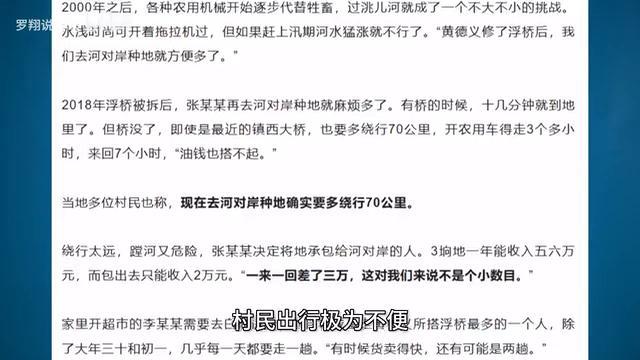 罗翔说
2000年之后，各种农用机械开始逐步代替牲畜，过洮儿河就成了一个不大不小的挑战。
水浅时尚可开着拖拉机过，但如果赶上汛期河水猛涨就不行了。“黄德义修了浮桥后，我
们去河对岸种地就方便多了。”
2018年浮桥被拆后，张某某再去河对岸种地就麻烦多了。有桥的时候，十几分钟就到地
里了。但桥没了，即使是最近的镇西大桥，也要多绕行70公里，开农用车得走3个多小
时，来回7个小时，“油钱也搭不起。”
当地多位村民也称，现在去河对岸种地确实要多绕行70公里。
绕行太远，蹚河又危险，张某某决定将地承包给河对岸的人。3垧地一年能收入五六万
元，而包出去只能收入2万元。“一来一回差了三万，这对我们来说不是个小数目。”
家里开超市的李某某需要去白
义所搭浮桥最多的一个人，除
了大年三十和初一，几乎每一天都要走一趟。“有时候货卖得快，还有可能是两趟。”
村民出行极为不便